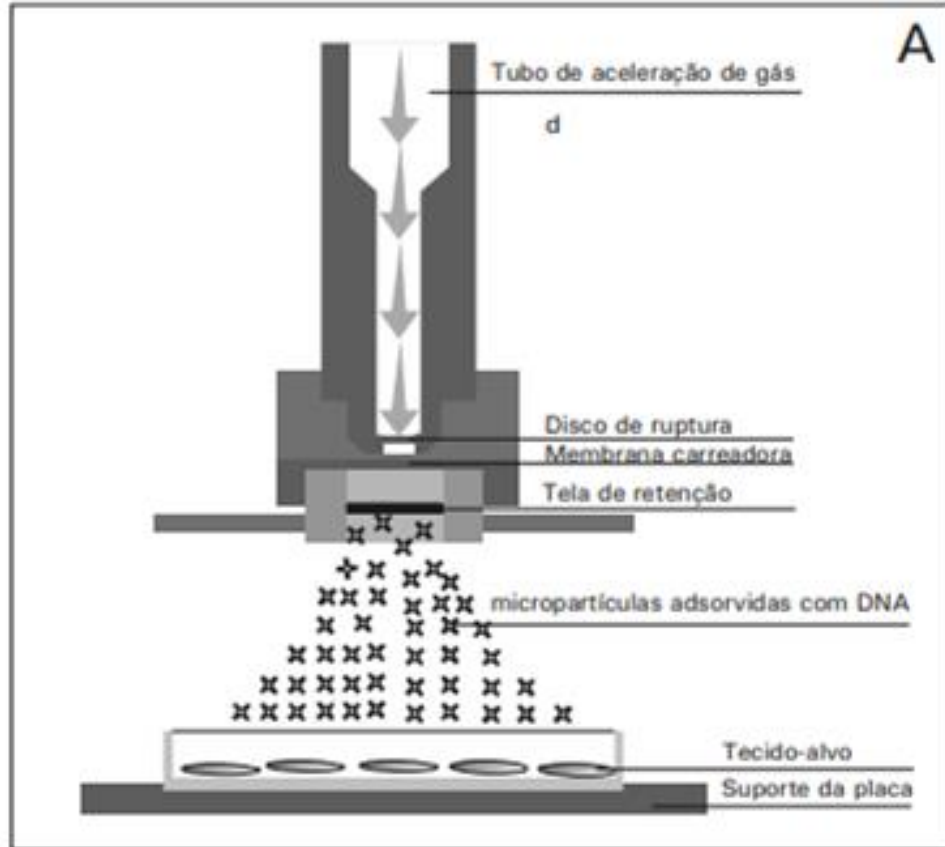 A
Tubo de aceleração de gás
d
Disco de ruptura
Membrana carreadora
Tela de retenção
micropartículas adsorvidas com DNA
Tecido-alvo
Suporte da placa